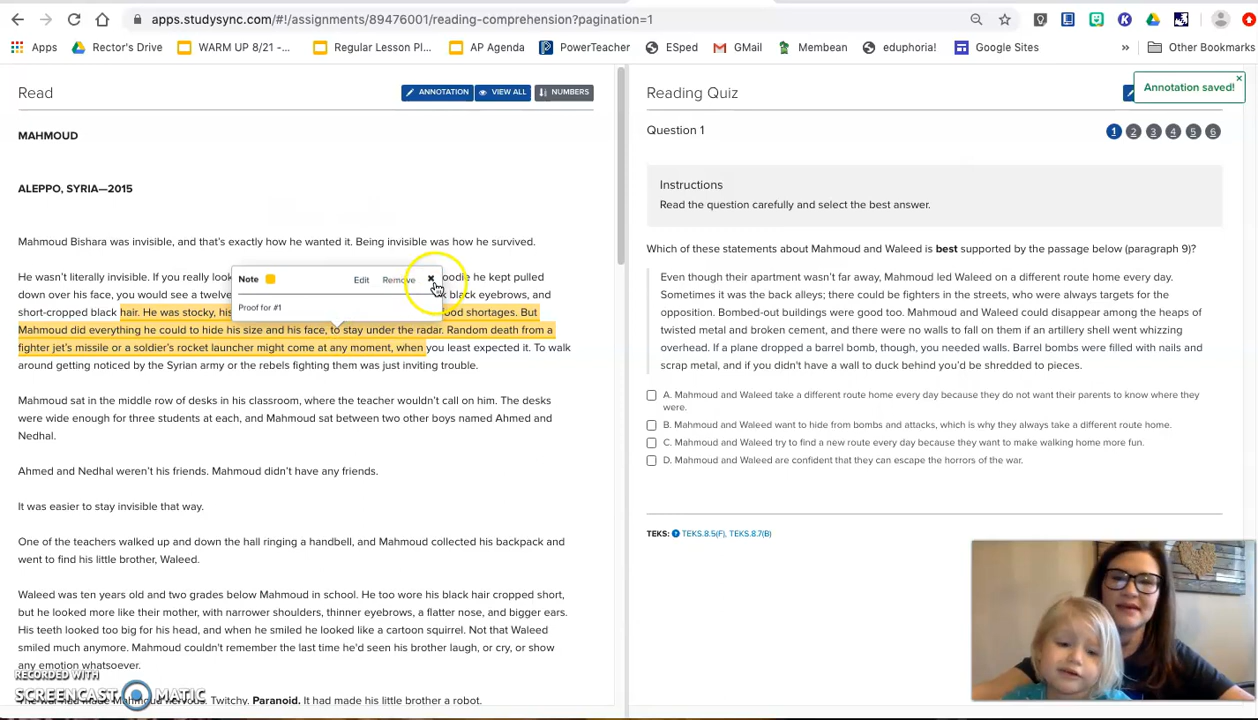 apps.studysync.com/#!/assignments/89476001/reading-comprehension?pagination=1
Apps Rector's Drive WARM UP 8/21 -... Regular Lesson Pl... AP Agenda PowerTeacher ESped GMail Membean eduphoria! Google Sites » Other Bookmarks
Read
ANNOTATION VIEW ALL NUMBERS
MAHMOUD
ALEPPO, SYRIA—2015
Mahmoud Bishara was invisible, and that's exactly how he wanted it. Being invisible was how he survived.
He wasn't literally invisible. If you really look
he kept pulled
down over his face, you would see a twelve
black eyebrows, and
short-cropped black hair. He was stocky, his
food shortages. But
Mahmoud did everything he could to hide his size and his face, to stay under the radar. Random death from a
fighter jet's missile or a soldier's rocket launcher might come at any moment, when you least expected it. To walk
around getting noticed by the Syrian army or the rebels fighting them was just inviting trouble.
Note Edit Remove ×
Proof for #1
Mahmoud sat in the middle row of desks in his classroom, where the teacher wouldn't call on him. The desks
were wide enough for three students at each, and Mahmoud sat between two other boys named Ahmed and
Nedhal.
Ahmed and Nedhal weren't his friends. Mahmoud didn't have any friends.
It was easier to stay invisible that way.
One of the teachers walked up and down the hall ringing a handbell, and Mahmoud collected his backpack and
went to find his little brother, Waleed.
Waleed was ten years old and two grades below Mahmoud in school. He too wore his black hair cropped short,
but he looked more like their mother, with narrower shoulders, thinner eyebrows, a flatter nose, and bigger ears.
His teeth looked too big for his head, and when he smiled he looked like a cartoon squirrel. Not that Waleed
smiled much anymore. Mahmoud couldn't remember the last time he'd seen his brother laugh, or cry, or show
any emotion whatsoever.
The war had made Mahmoud nervous. Twitchy. Paranoid. It had made his little brother a robot.
RECORDED WITH
SCREENCAST MATIC
Reading Quiz
Annotation saved! ×
Question 1
1 2 3 4 5 6
Instructions
Read the question carefully and select the best answer.
Which of these statements about Mahmoud and Waleed is best supported by the passage below (paragraph 9)?
Even though their apartment wasn't far away, Mahmoud led Waleed on a different route home every day.
Sometimes it was the back alleys; there could be fighters in the streets, who were always targets for the
opposition. Bombed-out buildings were good too. Mahmoud and Waleed could disappear among the heaps of
twisted metal and broken cement, and there were no walls to fall on them if an artillery shell went whizzing
overhead. If a plane dropped a barrel bomb, though, you needed walls. Barrel bombs were filled with nails and
scrap metal, and if you didn't have a wall to duck behind you'd be shredded to pieces.
A. Mahmoud and Waleed take a different route home every day because they do not want their parents to know where they
were.
B. Mahmoud and Waleed want to hide from bombs and attacks, which is why they always take a different route home.
C. Mahmoud and Waleed try to find a new route every day because they want to make walking home more fun.
D. Mahmoud and Waleed are confident that they can escape the horrors of the war.
TEKS: TEKS.8.5(F), TEKS.8.7(B)